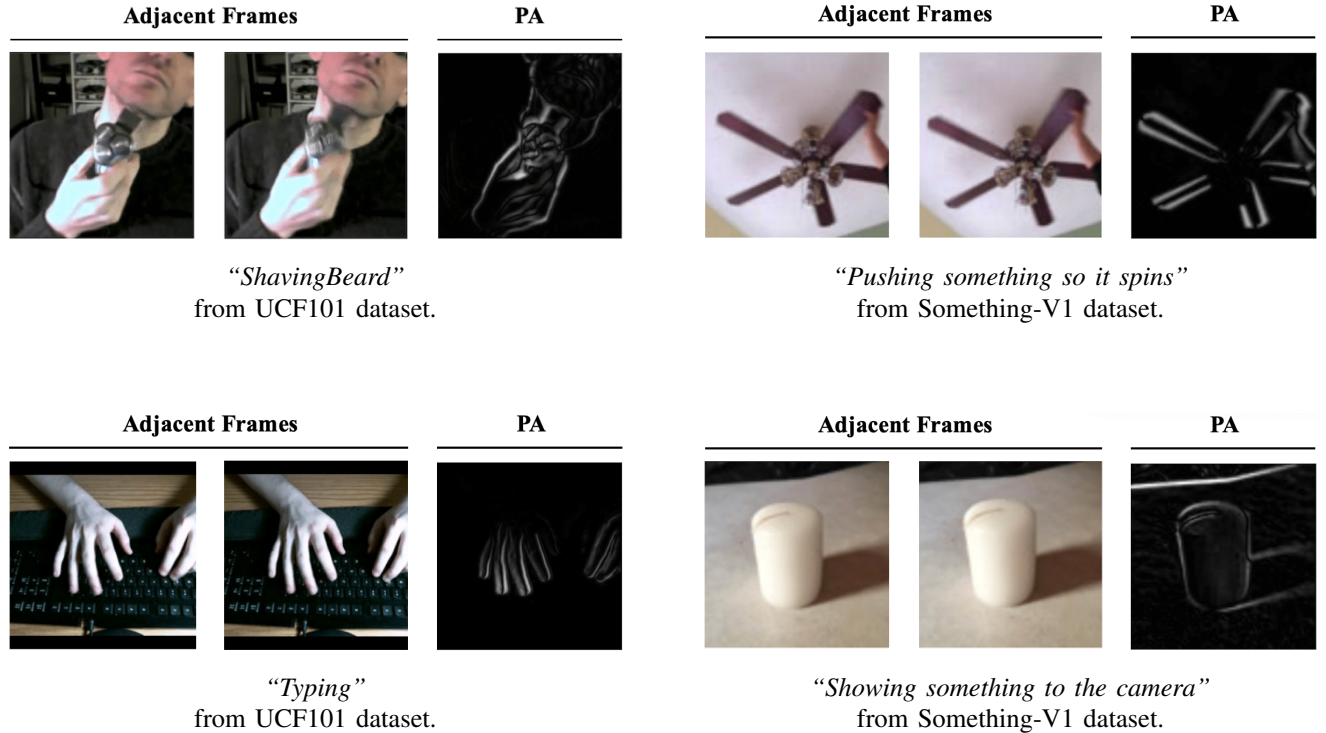 Adjacent Frames PA
“ShavingBeard”
from UCF101 dataset.
Adjacent Frames PA
“Pushing something so it spins”
from Something-V1 dataset.
Adjacent Frames PA
“Typing”
from UCF101 dataset.
Adjacent Frames PA
“Showing something to the camera”
from Something-V1 dataset.